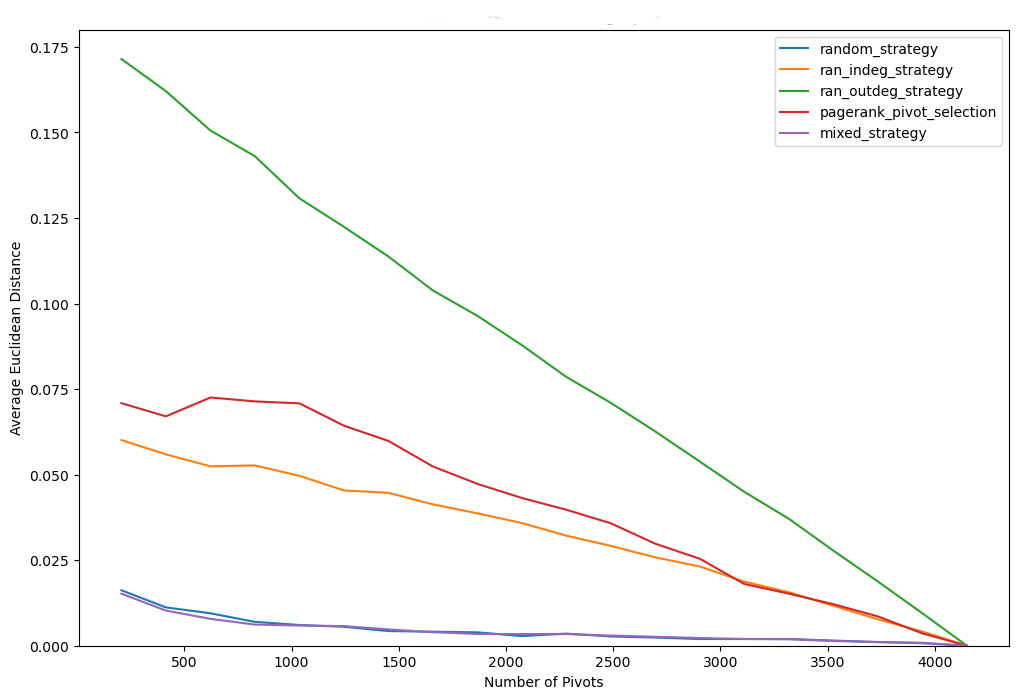 0.175
0.150
0.125
0.100
0.075
0.050
0.025
0.000
Average Euclidean Distance
500
1000
1500
2000
2500
3000
3500
4000
Number of Pivots
random_strategy
ran_indeg_strategy
ran_outdeg_strategy
pagerank_pivot_selection
mixed_strategy